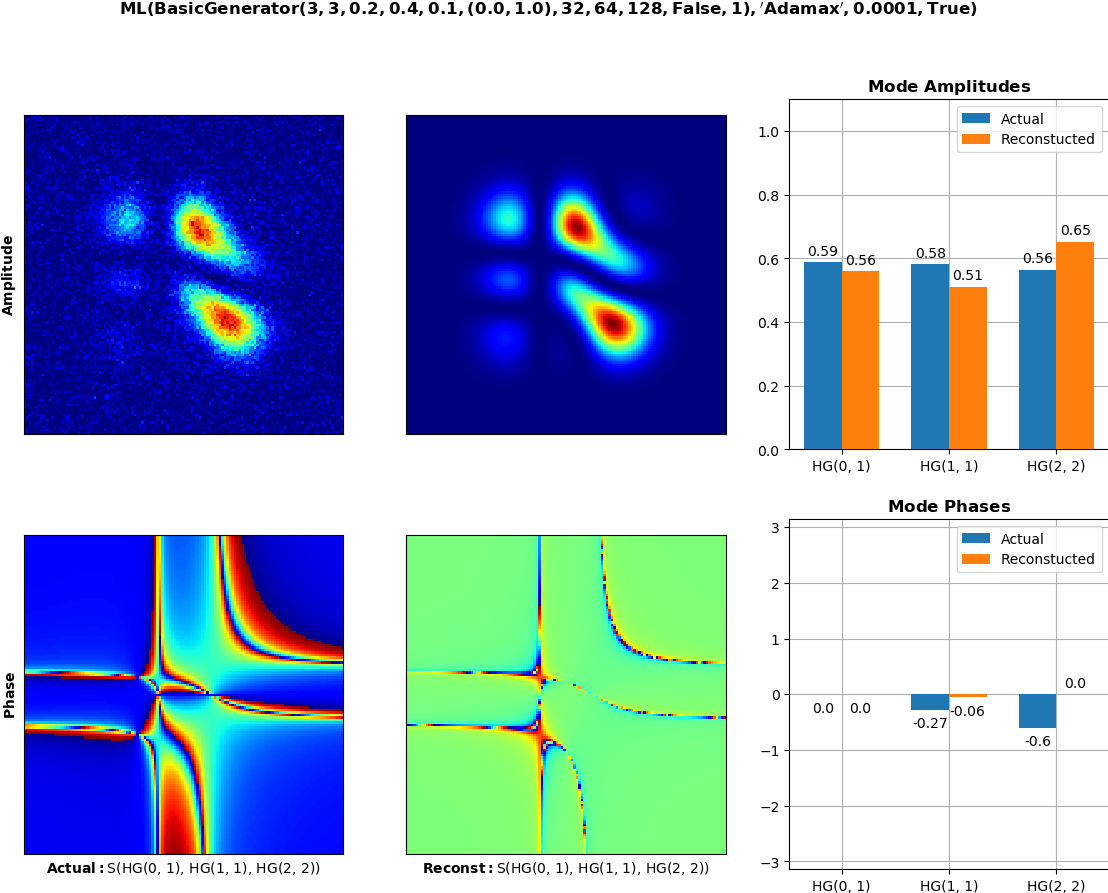 ML(BasicGenerator(3, 3, 0.2, 0.4, 0.1, (0.0, 1.0), 32, 64, 128, False, 1), ′Adamax′, 0.0001, True)
Amplitude
Mode Amplitudes
Actual
Reconstucted
1.0
0.8
0.6
0.4
0.2
0.0
0.59
0.56
0.58
0.51
0.56
0.65
HG(0, 1)
HG(1, 1)
HG(2, 2)
Phase
Actual: S(HG(0, 1), HG(1, 1), HG(2, 2))
Reconst: S(HG(0, 1), HG(1, 1), HG(2, 2))
Mode Phases
Actual
Reconstucted
3
2
1
0
−1
−2
−3
0.0
0.0
-0.27
-0.06
-0.6
0.0
HG(0, 1)
HG(1, 1)
HG(2, 2)